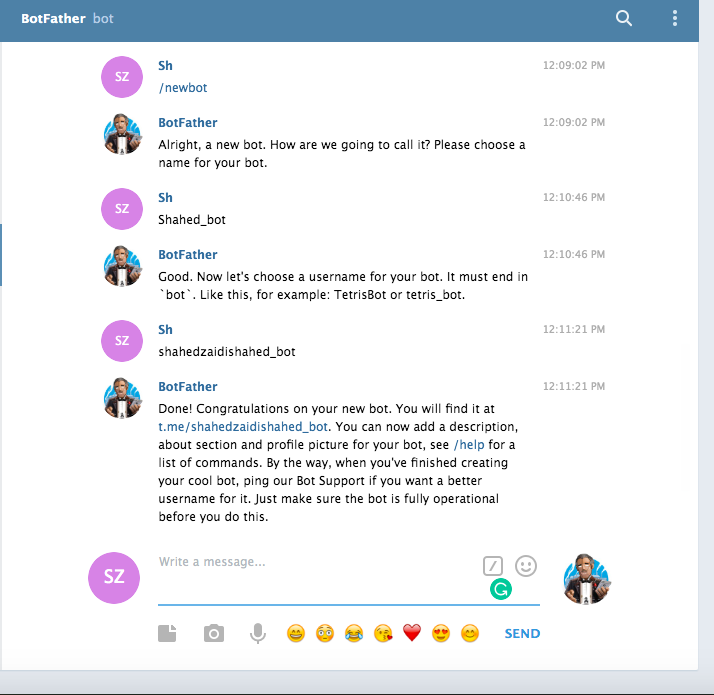 BotFather bot
Sh 12:09:02 PM
SZ
/newbot
BotFather 12:09:02 PM
Alright, a new bot. How are we going to call it? Please choose a
name for your bot.
Sh 12:10:46 PM
SZ
Shahed_bot
BotFather 12:10:46 PM
Good. Now let's choose a username for your bot. It must end in
`bot`. Like this, for example: TetrisBot or tetris_bot.
Sh 12:11:21 PM
SZ
shahedzaidishahed_bot
BotFather 12:11:21 PM
Done! Congratulations on your new bot. You will find it at
t.me/shahedzaidishahed_bot. You can now add a description,
about section and profile picture for your bot, see /help for a
list of commands. By the way, when you've finished creating
your cool bot, ping our Bot Support if you want a better
username for it. Just make sure the bot is fully operational
before you do this.
Write a message...
SZ
SEND